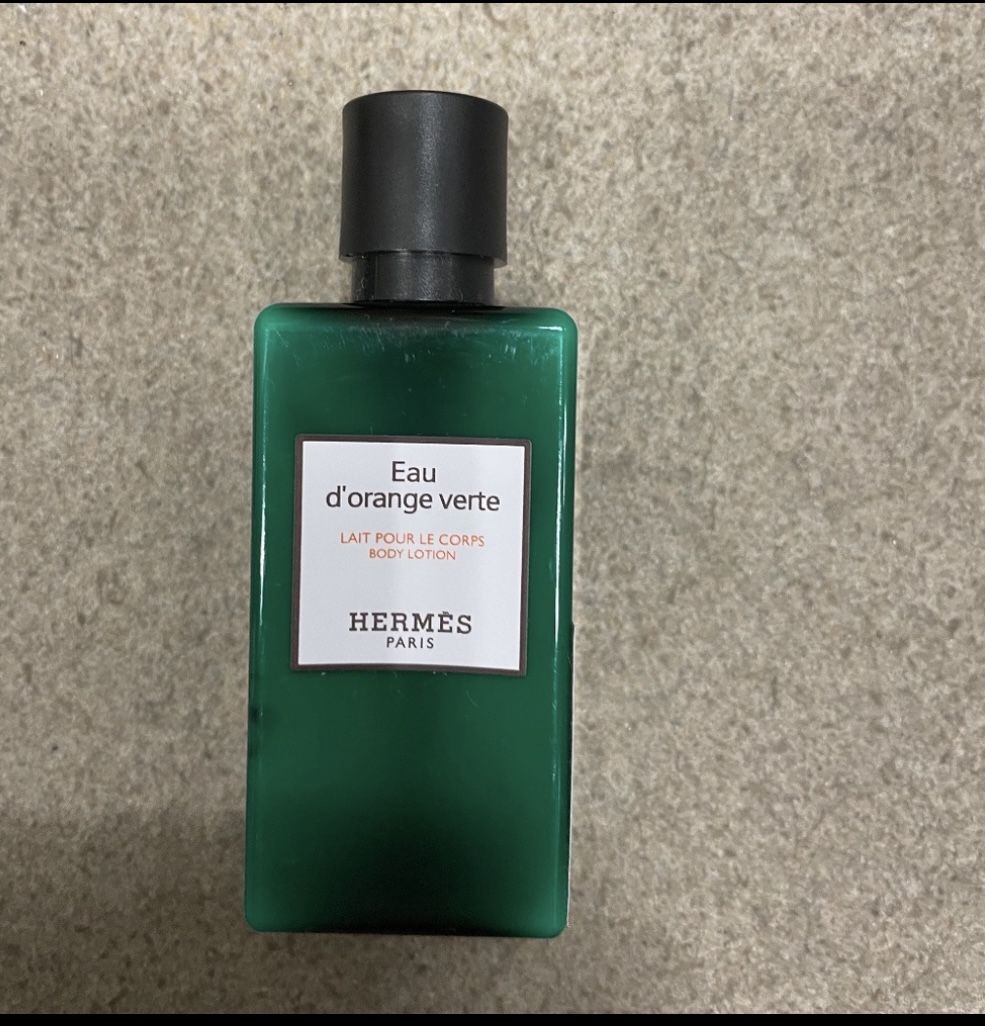 Eau
d'orange verte
LAIT POUR LE CORPS
BODY LOTION
HERMÈS
PARIS